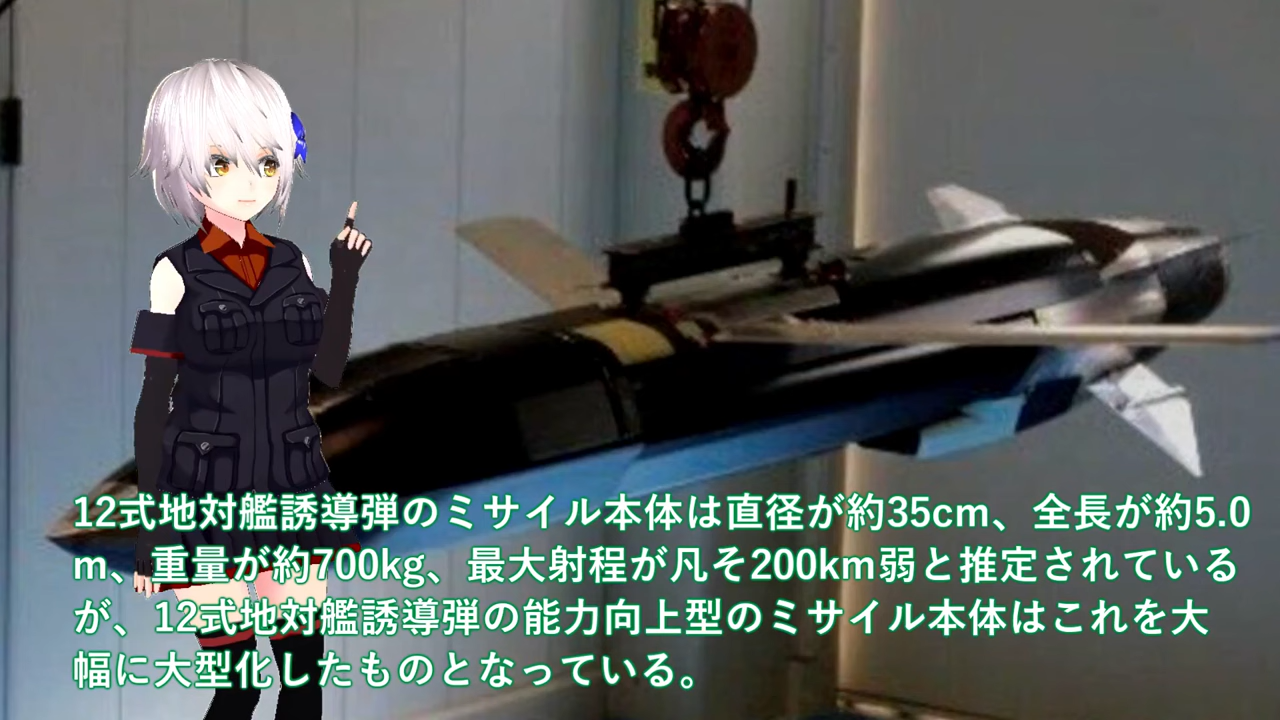 12式地対艦誘導弾のミサイル本体は直径が約35cm、全長が約5.0
m、重量が約700kg、最大射程が凡そ200km弱と推定されている
が、12式地対艦誘導弾の能力向上型のミサイル本体はこれを大
幅に大型化したものとなっている。